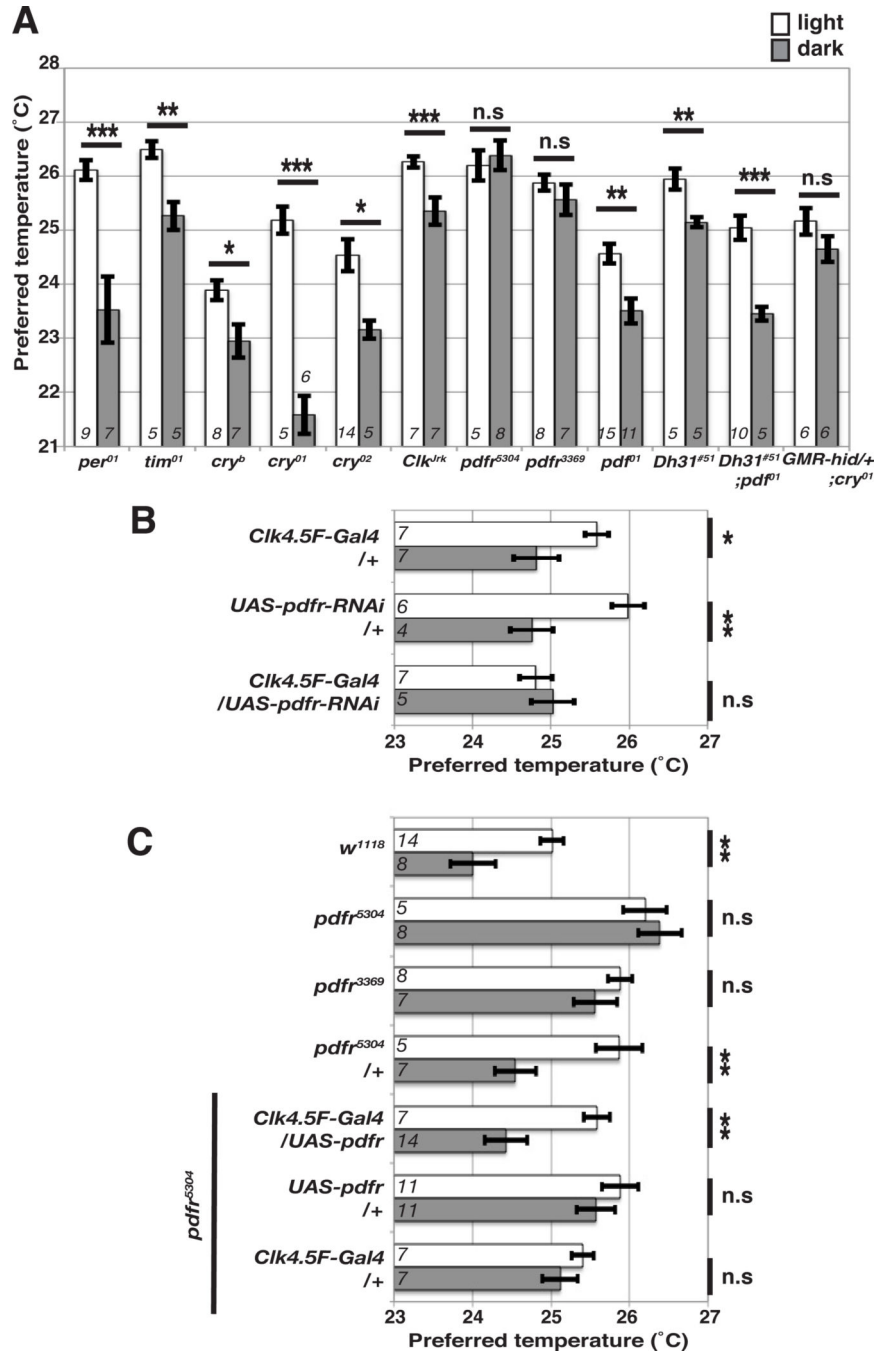 A
light
dark
Preferred temperature (°C)
28
27
26
25
24
23
22
21
*** ** * *** * *** n.s n.s ** ** *** n.s
9 7 5 5 8 7 5 6 14 5 7 7 5 8 8 7 15 11 5 5 10 5 6 6
per⁰¹ tim⁰¹ cryᵇ cry⁰¹ cry⁰² Clkᴶʳᵏ pdfr⁵³⁰⁴ pdfr³³⁶⁹ pdf⁰¹ Dh31#⁵¹ Dh31#⁵¹ GMR-hid/+
;pdf⁰¹ ;cry⁰¹
B
Clk4.5F-Gal4 7 *
/+ 7
UAS-pdfr-RNAi 6 **
/+ 4
Clk4.5F-Gal4 7 n.s
/UAS-pdfr-RNAi 5
23 24 25 26 27
Preferred temperature (°C)
C
w¹¹¹⁸ 14 **
8
pdfr⁵³⁰⁴ 5 n.s
8
pdfr³³⁶⁹ 8 n.s
7
pdfr⁵³⁰⁴ 5 **
/+ 7
pdfr⁵³⁰⁴
Clk4.5F-Gal4 7 **
/UAS-pdfr 14
UAS-pdfr 11 n.s
/+ 11
Clk4.5F-Gal4 7 n.s
/+ 7
23 24 25 26 27
Preferred temperature (°C)